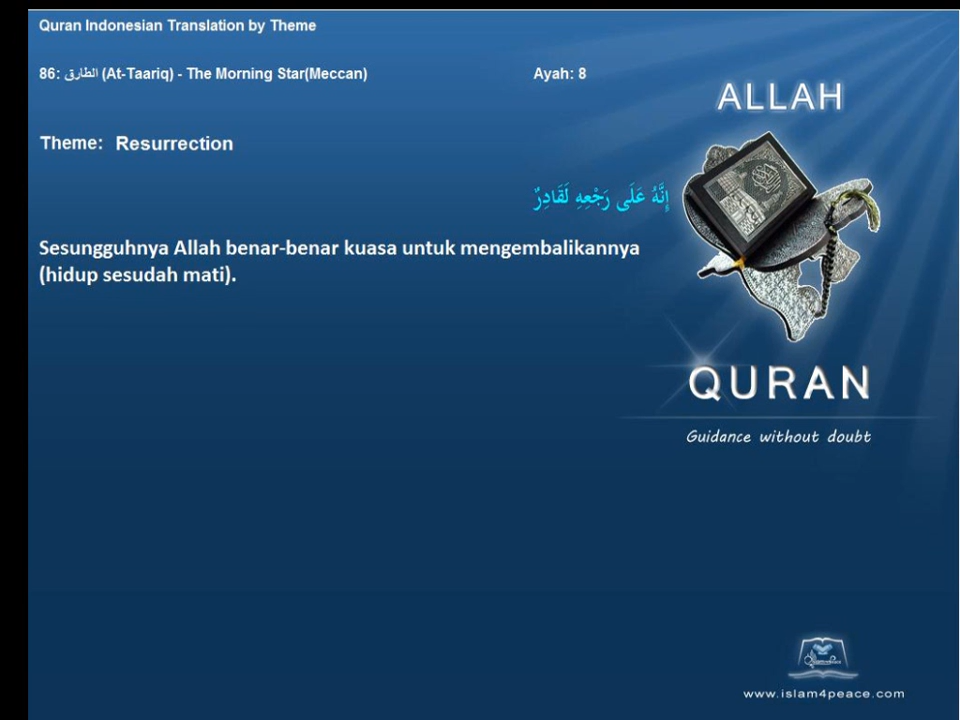 Quran Indonesian Translation by Theme
86: الطارق (At-Taariq) - The Morning Star(Meccan)
Ayah: 8
Theme: Resurrection
إِنَّهُ عَلَى رَجْعِهِ لَقَادِرٌ
Sesungguhnya Allah benar-benar kuasa untuk mengembalikannya
(hidup sesudah mati).
ALLAH
QURAN
Guidance without doubt
www.islam4peace.com